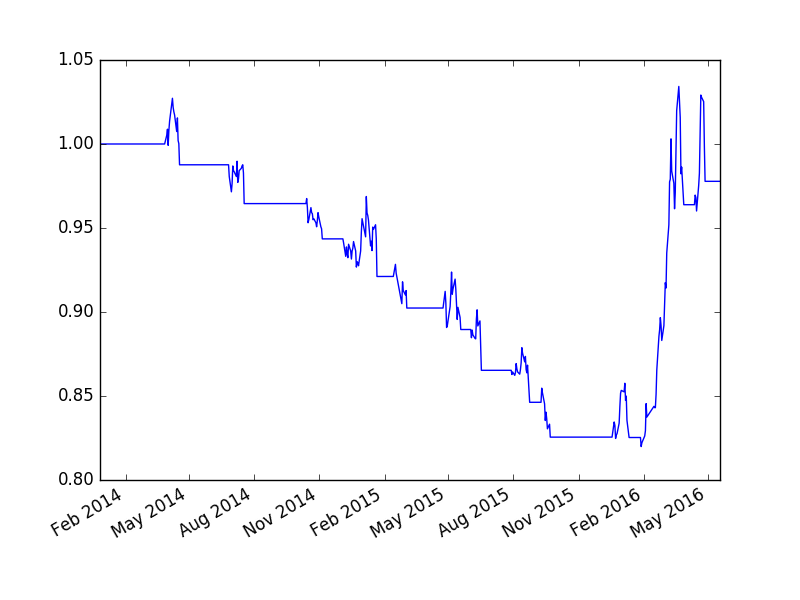 1.05
1.00
0.95
0.90
0.85
0.80
Feb 2014
May 2014
Aug 2014
Nov 2014
Feb 2015
May 2015
Aug 2015
Nov 2015
Feb 2016
May 2016